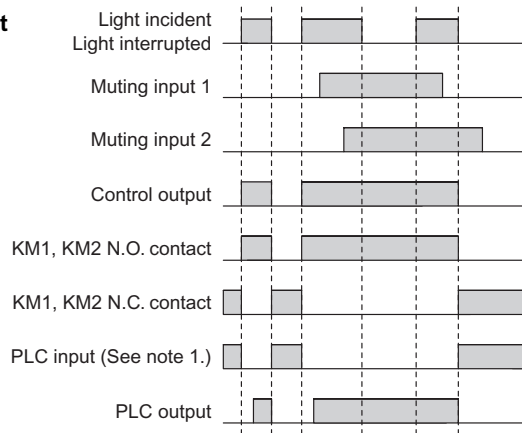 t
Light incident
Light interrupted
Muting input 1
Muting input 2
Control output
KM1, KM2 N.O. contact
KM1, KM2 N.C. contact
PLC input (See note 1.)
PLC output